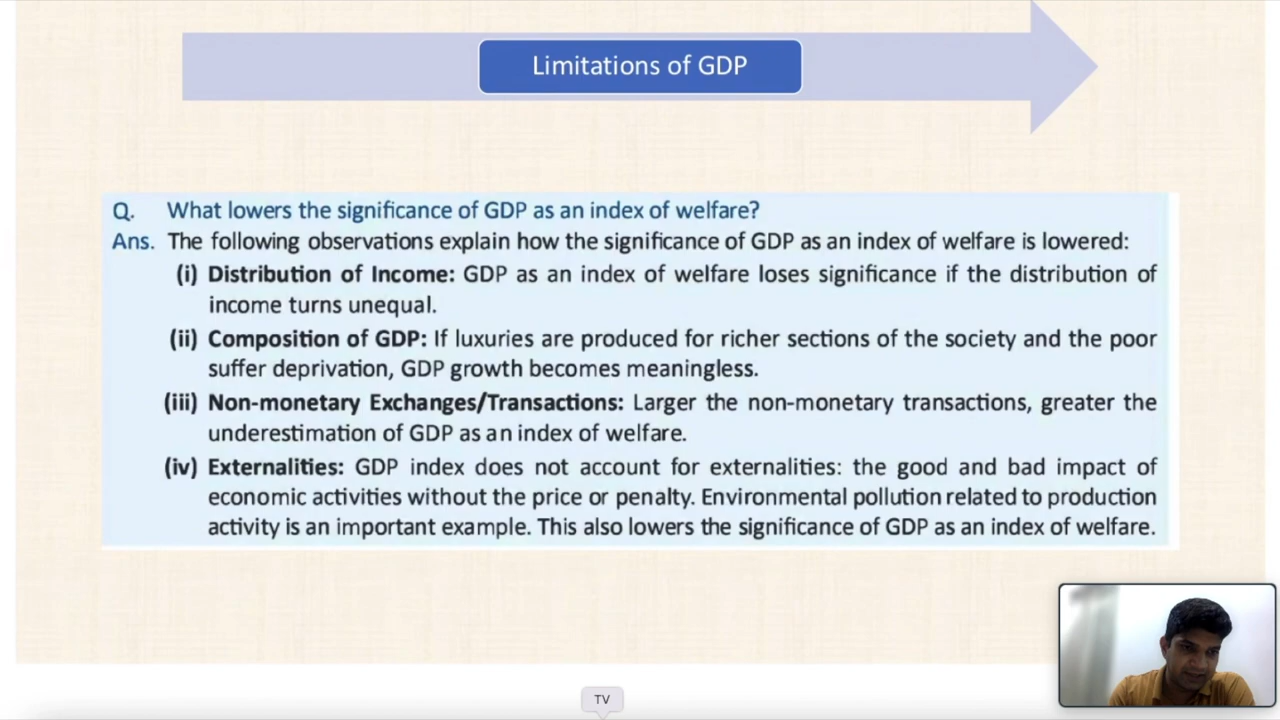 Limitations of GDP
Q. What lowers the significance of GDP as an index of welfare?
Ans. The following observations explain how the significance of GDP as an index of welfare is lowered:
(i) Distribution of Income: GDP as an index of welfare loses significance if the distribution of
income turns unequal.
(ii) Composition of GDP: If luxuries are produced for richer sections of the society and the poor
suffer deprivation, GDP growth becomes meaningless.
(iii) Non-monetary Exchanges/Transactions: Larger the non-monetary transactions, greater the
underestimation of GDP as an index of welfare.
(iv) Externalities: GDP index does not account for externalities: the good and bad impact of
economic activities without the price or penalty. Environmental pollution related to production
activity is an important example. This also lowers the significance of GDP as an index of welfare.
TV